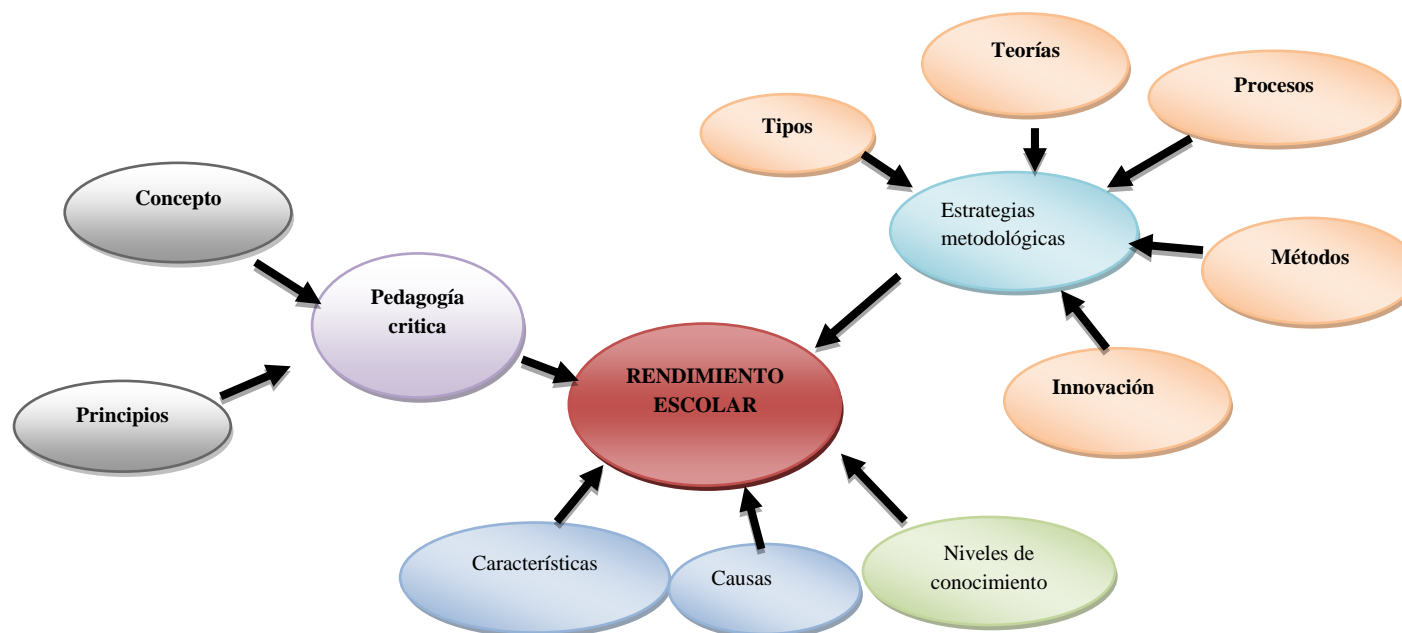 Teorías
Procesos
Tipos
Concepto
Estrategias
metodológicas
Métodos
Pedagogía
critica
RENDIMIENTO
ESCOLAR
Innovación
Principios
Características
Causas
Niveles de
conocimiento